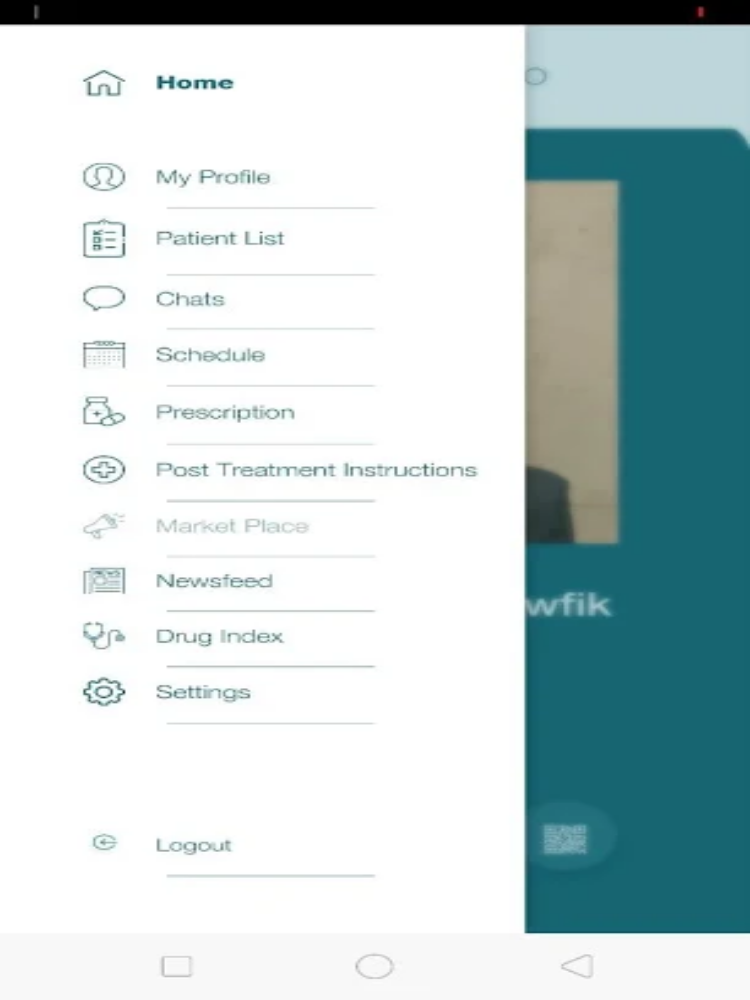 Home
My Profile
Patient List
Chats
Schedule
Prescription
Post Treatment Instructions
Market Place
Newsfeed
Drug Index
Settings
Logout
wfik